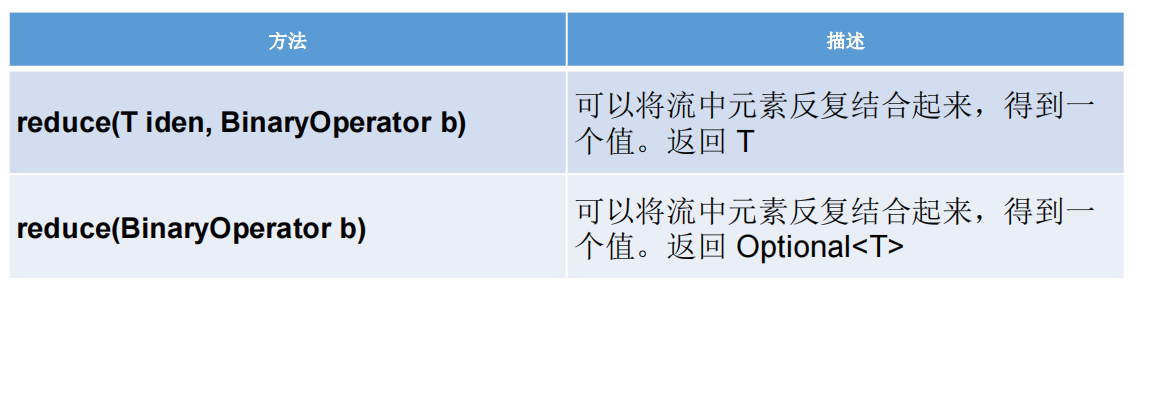 方法
描述
reduce(T iden, BinaryOperator b)
可以将流中元素反复结合起来，得到一
个值。返回 T
reduce(BinaryOperator b)
可以将流中元素反复结合起来，得到一
个值。返回 Optional<T>